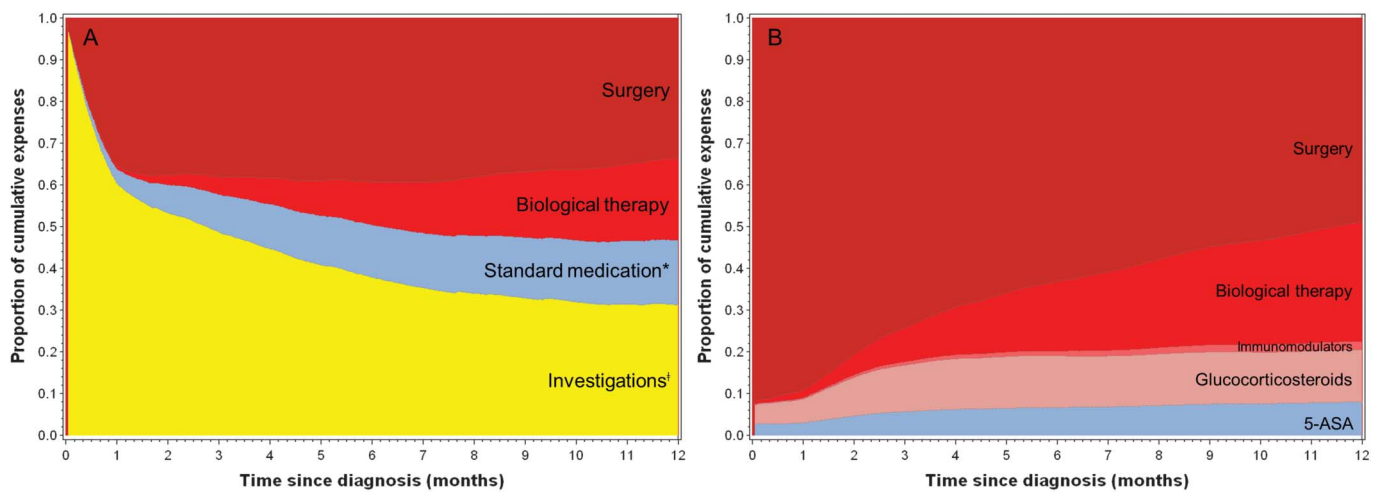 A
Proportion of cumulative expenses
1.0
0.9
0.8
0.7
0.6
0.5
0.4
0.3
0.2
0.1
0.0
Surgery
Biological therapy
Standard medication*
Investigations†
0 1 2 3 4 5 6 7 8 9 10 11 12
Time since diagnosis (months)
B
Proportion of cumulative expenses
1.0
0.9
0.8
0.7
0.6
0.5
0.4
0.3
0.2
0.1
0.0
Surgery
Biological therapy
Immunomodulators
Glucocorticosteroids
5-ASA
0 1 2 3 4 5 6 7 8 9 10 11 12
Time since diagnosis (months)